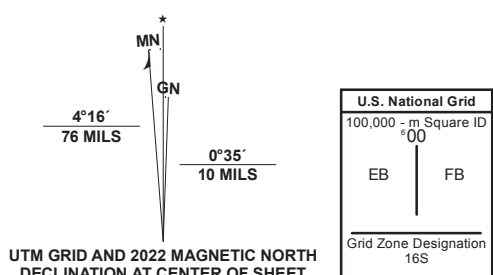 ★
MN
GN
4°16´
76 MILS
0°35´
10 MILS
UTM GRID AND 2022 MAGNETIC NORTH
DECLINATION AT CENTER OF SHEET
U.S. National Grid
100,000 - m Square ID
⁶00
EB FB
Grid Zone Designation
16S